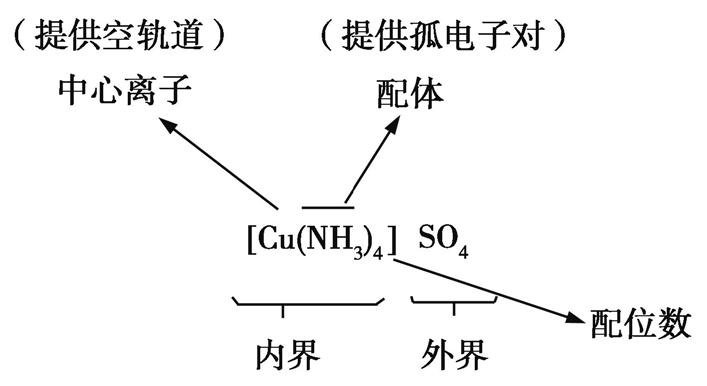 （提供空轨道） （提供孤电子对）
中心离子 配体
[Cu(NH₃)₄] SO₄
配位数
内界 外界